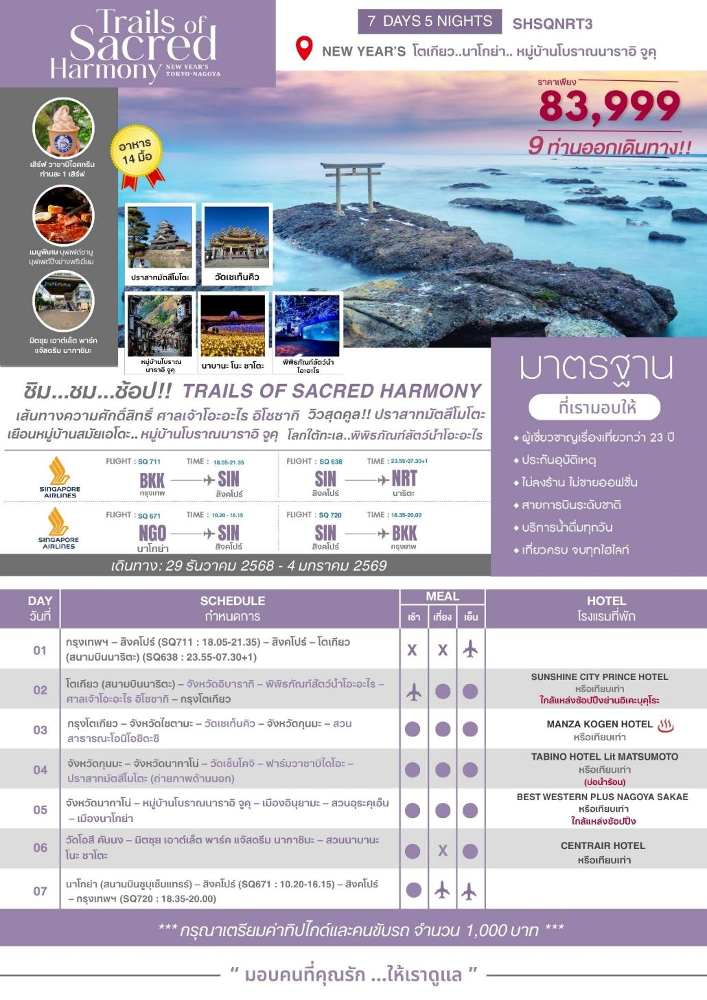 Trails of
Sacred
Harmony NEW YEAR'S
TOKYO-NAGOYA
7 DAYS 5 NIGHTS SHSQNRT3
NEW YEAR'S โตเกียว..นาโกย่า.. หมู่บ้านโบราณนาราอิ จูคุ
ราคาเพียง
83,999
9 ท่านออกเดินทาง!!
เสิร์ฟ วาซาบิไอศกรีม
ท่านละ 1 เสิร์ฟ
อาหาร
14 มื้อ
เมนูพิเศษ บุฟเฟต์ชาบู
บุฟเฟต์ปิ้งย่างพรีเมี่ยม
มิตซุย เอาต์เล็ต พาร์ค
แจ๊สดรีม นากาชิมะ
ปราสาทมัตสึโมโตะ
วัดเซเท็นคิว
หมู่บ้านโบราณ
นาราอิ จูคุ
นาบานะ โนะ ซาโตะ
พิพิธภัณฑ์สัตว์น้ำ
โอะอะไร
ชิม...ชม...ช้อป!! TRAILS OF SACRED HARMONY
เส้นทางความศักดิ์สิทธิ์ ศาลเจ้าโอะอะไร อิโซซากิ วิวสุดคูล!! ปราสาทมัตสึโมโตะ
เยือนหมู่บ้านสมัยเอโดะ.. หมู่บ้านโบราณนาราอิ จูคุ โลกใต้ทะเล..พิพิธภัณฑ์สัตว์น้ำโอะอะไร
มาตรฐาน
ที่เรามอบให้
◆ ผู้เชี่ยวชาญเรื่องเที่ยวกว่า 23 ปี
◆ ประกันอุบัติเหตุ
◆ ไม่ลงร้าน ไม่ขายออฟชั่น
◆ สายการบินระดับชาติ
◆ บริการน้ำดื่มทุกวัน
◆ เที่ยวครบ จบทุกไฮไลท์
SINGAPORE
AIRLINES
FLIGHT : SQ 711 TIME : 18.05-21.35
BKK SIN
กรุงเทพ สิงคโปร์
FLIGHT : SQ 638 TIME : 23.55-07.30+1
SIN NRT
สิงคโปร์ นาริตะ
SINGAPORE
AIRLINES
FLIGHT : SQ 671 TIME : 10.20 - 16.15
NGO SIN
นาโกย่า สิงคโปร์
FLIGHT : SQ 720 TIME : 18.35-20.00
SIN BKK
สิงคโปร์ กรุงเทพ
เดินทาง: 29 ธันวาคม 2568 - 4 มกราคม 2569
DAY SCHEDULE MEAL HOTEL
วันที่ กำหนดการ เช้า เที่ยง เย็น โรงแรมที่พัก
01 กรุงเทพฯ – สิงคโปร์ (SQ711 : 18.05-21.35) – สิงคโปร์ – โตเกียว
(สนามบินนาริตะ) (SQ638 : 23.55-07.30+1) X X
02 โตเกียว (สนามบินนาริตะ) – จังหวัดอิบารากิ – พิพิธภัณฑ์สัตว์น้ำโอะอะไร –
ศาลเจ้าโอะอะไร อิโซซากิ – กรุงโตเกียว
SUNSHINE CITY PRINCE HOTEL
หรือเทียบเท่า
ใกล้แหล่งช้อปปิ้งย่านอิเคะบุคุโระ
03 กรุงโตเกียว – จังหวัดไซตามะ – วัดเซเท็นคิว – จังหวัดกุนมะ – สวน
สาธารณะโอนิโอชิดะชิ
MANZA KOGEN HOTEL
หรือเทียบเท่า
04 จังหวัดกุนมะ – จังหวัดนากาโน่ – วัดเซ็นโคจิ – ฟาร์มวาซาบิไดโอะ –
ปราสาทมัตสึโมโตะ (ถ่ายภาพด้านนอก)
TABINO HOTEL Lit MATSUMOTO
หรือเทียบเท่า
(บ่อน้ำร้อน)
05 จังหวัดนากาโน่ – หมู่บ้านโบราณนาราอิ จูคุ – เมืองอินุยามะ – สวนอุระคุเอ็น
– เมืองนาโกย่า
BEST WESTERN PLUS NAGOYA SAKAE
หรือเทียบเท่า
ใกล้แหล่งช้อปปิ้ง
06 วัดโอสึ คันนง – มิตซุย เอาต์เล็ต พาร์ค แจ๊สดรีม นากาชิมะ – สวนนาบานะ
โนะ ซาโตะ X
CENTRAIR HOTEL
หรือเทียบเท่า
07 นาโกย่า (สนามบินชูบุเซ็นแทรร์) – สิงคโปร์ (SQ671 : 10.20-16.15) – สิงคโปร์
– กรุงเทพฯ (SQ720 : 18.35-20.00)
*** กรุณาเตรียมค่าทิปไกด์และคนขับรถ จำนวน 1,000 บาท ***
“ มอบคนที่คุณรัก ...ให้เราดูแล ”